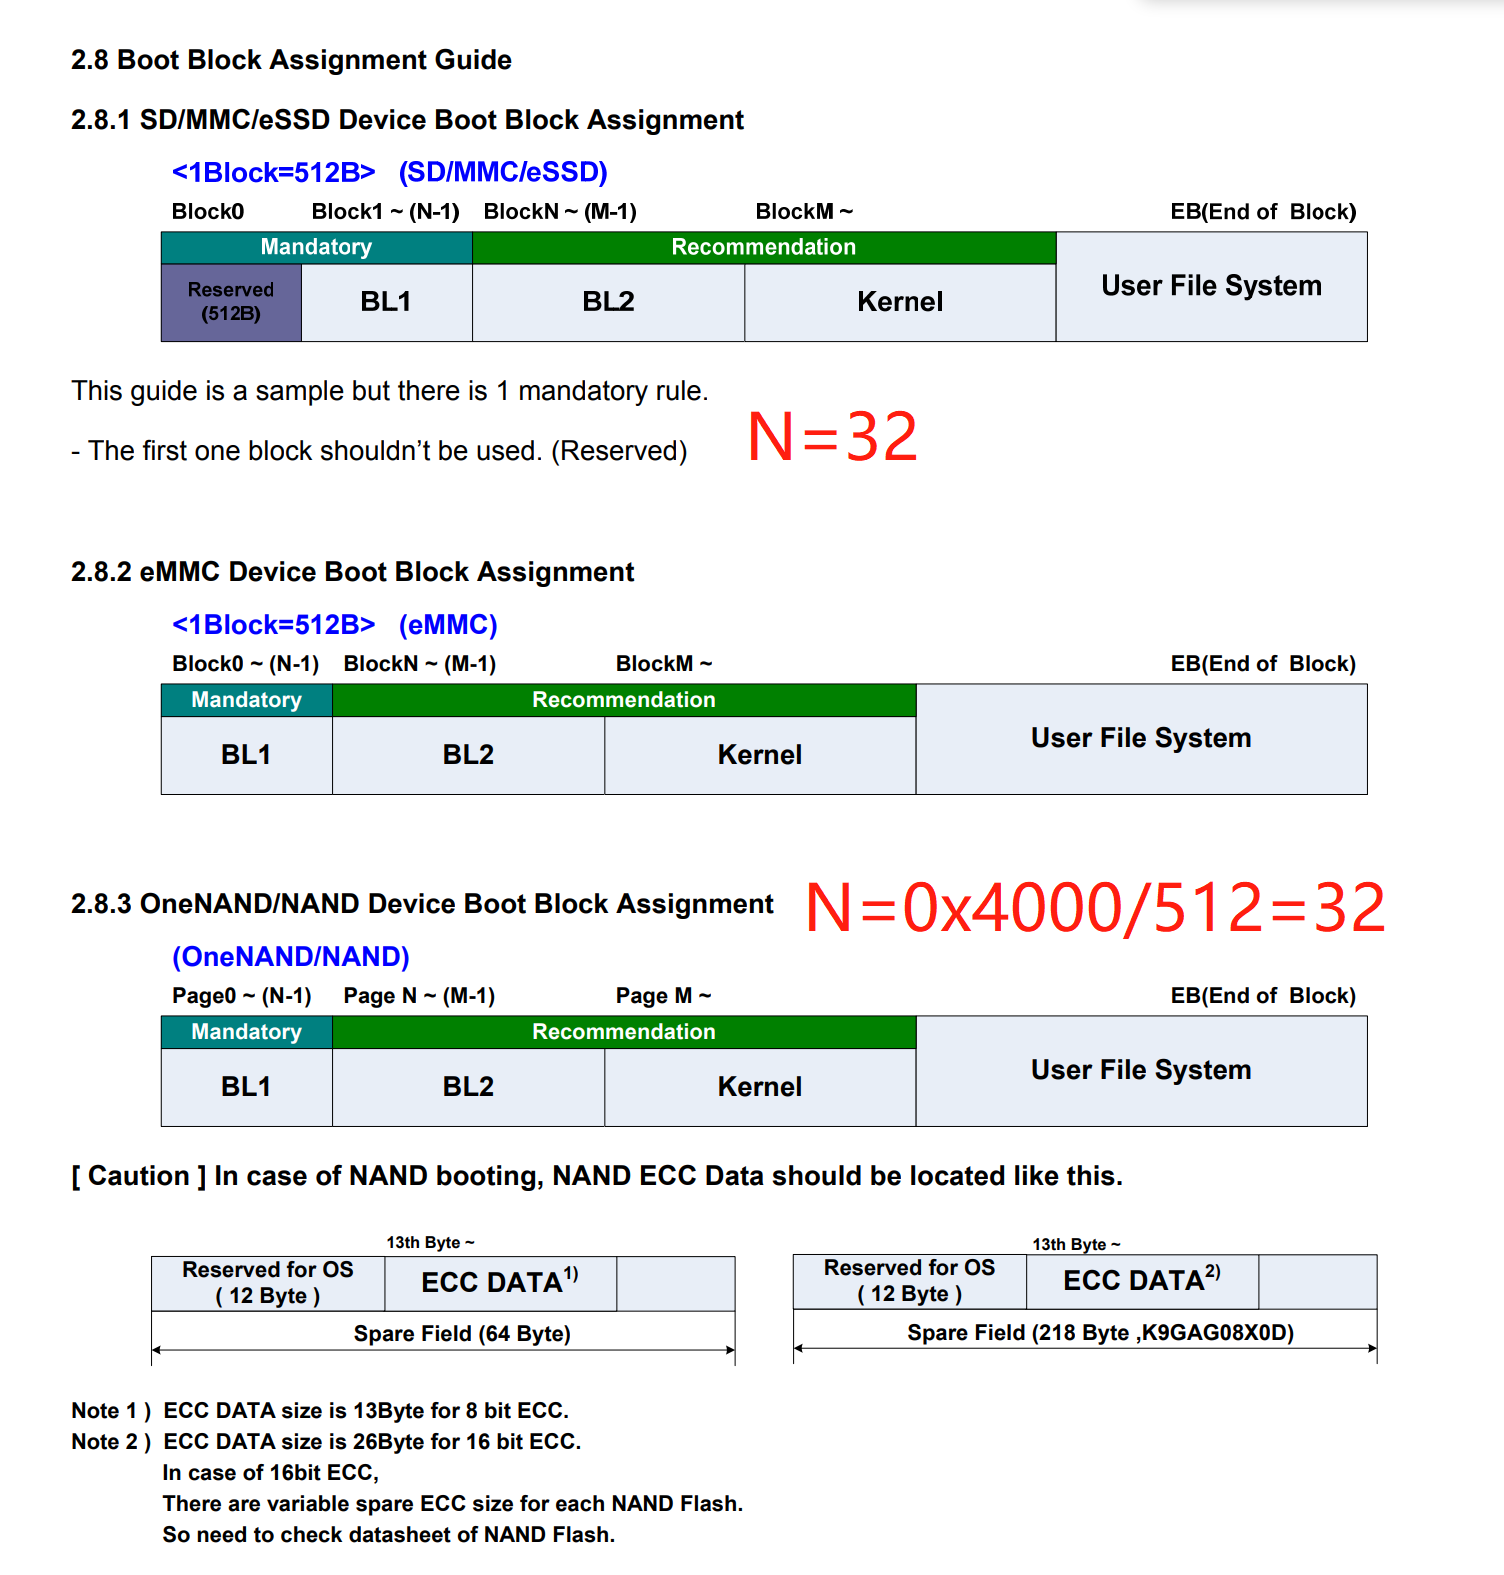 2.8 Boot Block Assignment Guide
2.8.1 SD/MMC/eSSD Device Boot Block Assignment
<1Block=512B> (SD/MMC/eSSD)
Block0 Block1 ~ (N-1) BlockN ~ (M-1) BlockM ~ EB(End of Block)
Mandatory Recommendation
Reserved
(512B)
BL1 BL2 Kernel User File System
This guide is a sample but there is 1 mandatory rule.
- The first one block shouldn’t be used. (Reserved)
N=32
2.8.2 eMMC Device Boot Block Assignment
<1Block=512B> (eMMC)
Block0 ~ (N-1) BlockN ~ (M-1) BlockM ~ EB(End of Block)
Mandatory Recommendation
BL1 BL2 Kernel User File System
2.8.3 OneNAND/NAND Device Boot Block Assignment
N=0x4000/512=32
(OneNAND/NAND)
Page0 ~ (N-1) Page N ~ (M-1) Page M ~ EB(End of Block)
Mandatory Recommendation
BL1 BL2 Kernel User File System
[ Caution ] In case of NAND booting, NAND ECC Data should be located like this.
13th Byte ~
Reserved for OS
( 12 Byte )
ECC DATA1)
Spare Field (64 Byte)
13th Byte ~
Reserved for OS
( 12 Byte )
ECC DATA2)
Spare Field (218 Byte ,K9GAG08X0D)
Note 1 ) ECC DATA size is 13Byte for 8 bit ECC.
Note 2 ) ECC DATA size is 26Byte for 16 bit ECC.
In case of 16bit ECC,
There are variable spare ECC size for each NAND Flash.
So need to check datasheet of NAND Flash.